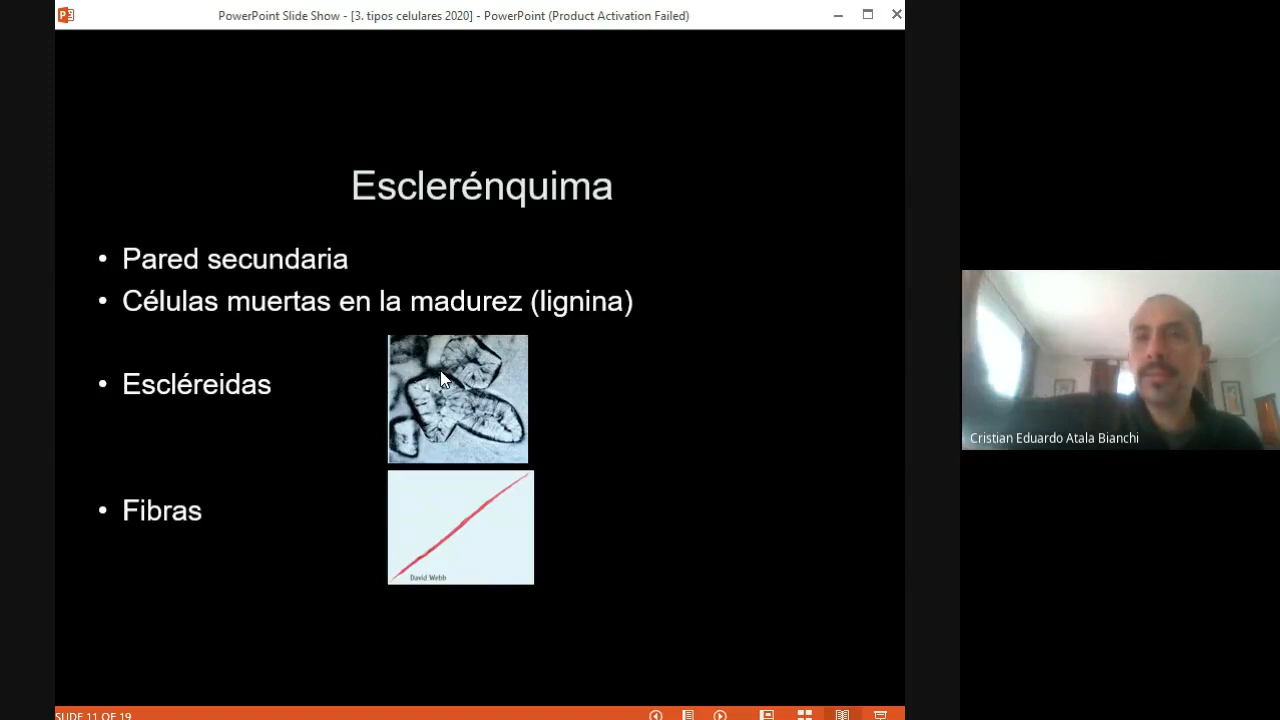 PowerPoint Slide Show - [3. tipos celulares 2020] - PowerPoint (Product Activation Failed)
Esclerénquima
• Pared secundaria
• Células muertas en la madurez (lignina)
• Escléreidas
• Fibras
David Webb
Cristian Eduardo Atala Bianchi
SLIDE 11 OF 19